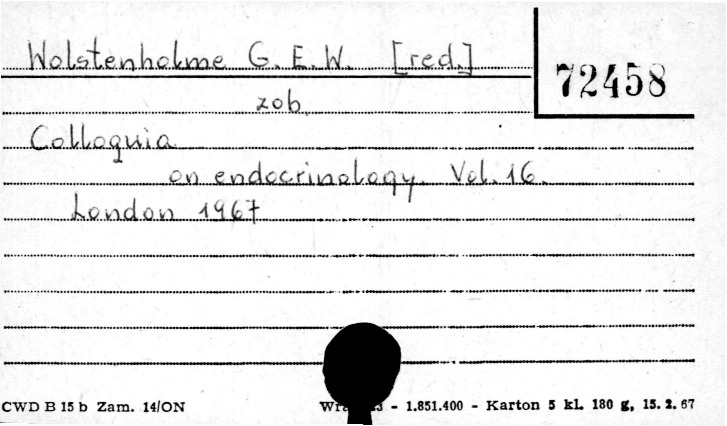 Wolstenholme G. E. W. [red.]
72458
zob.
Colloquia
on endocrinology. Vol. 16.
London 1967
CWD B 15 b Zam. 14/ON - 1.851.400 - Karton 5 kl. 180 g, 15. 2. 67